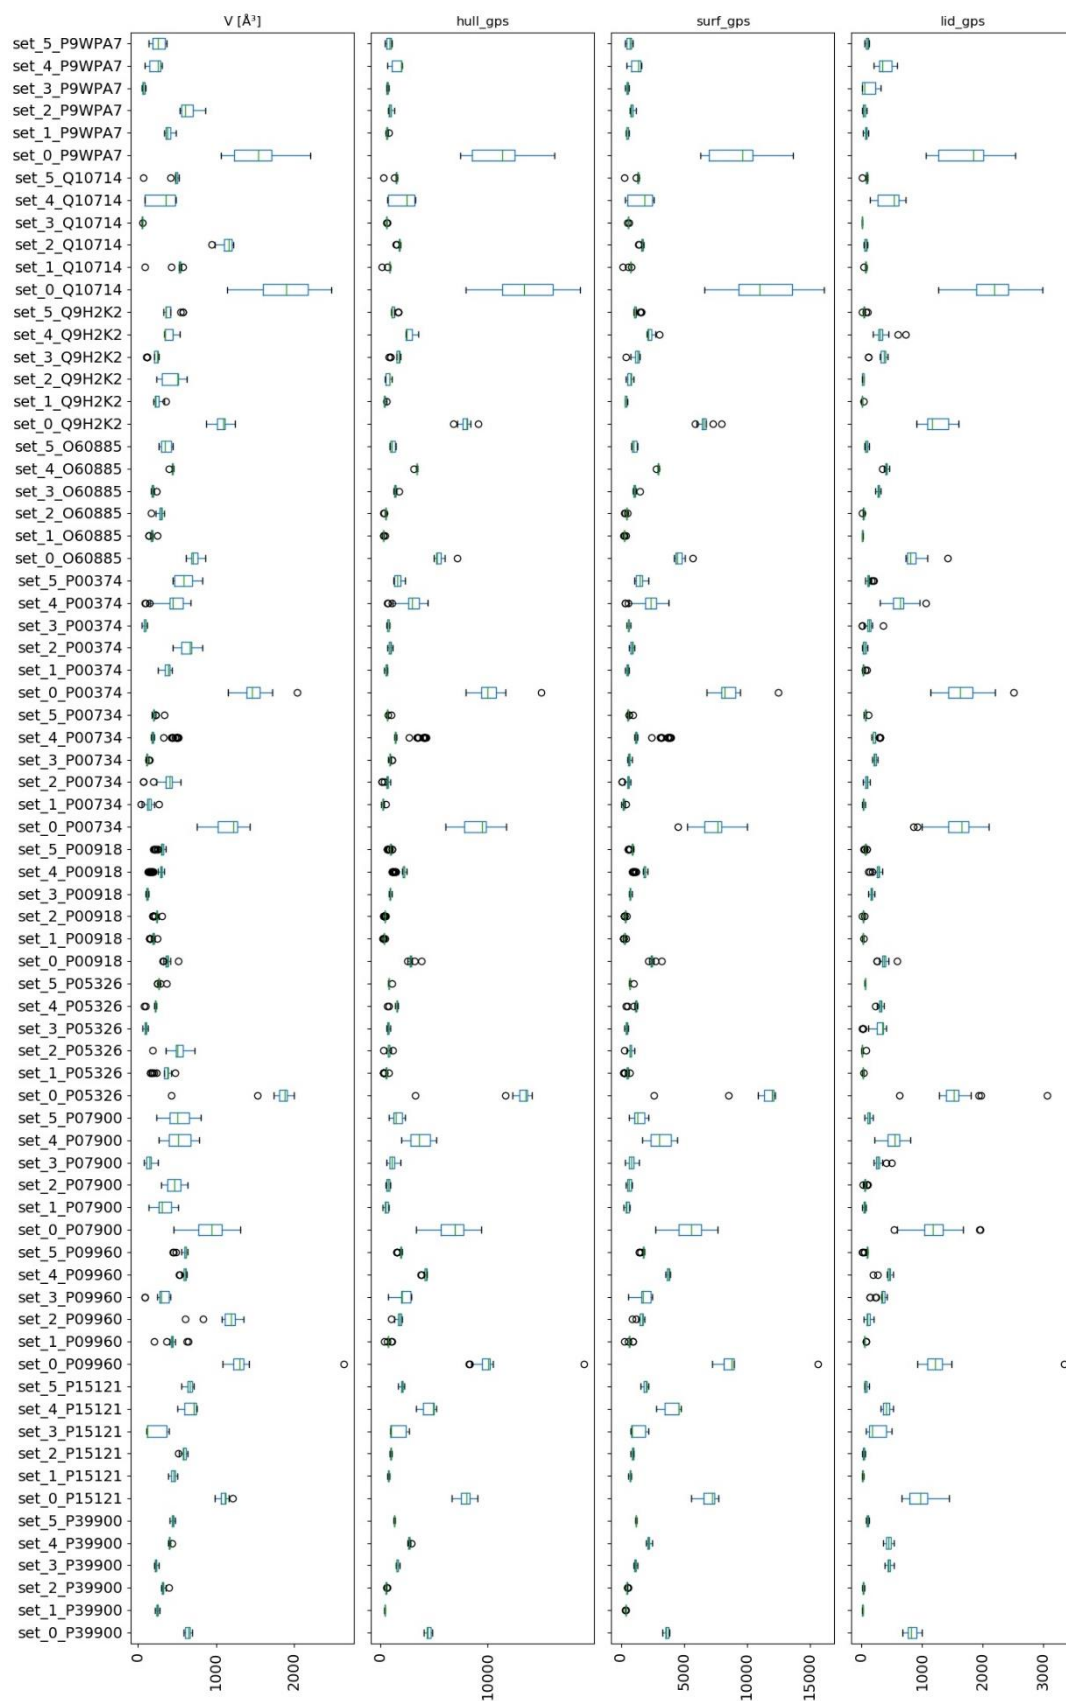 V [Å³] hull_gps surf_gps lid_gps
set_5_P9WPA7
set_4_P9WPA7
set_3_P9WPA7
set_2_P9WPA7
set_1_P9WPA7
set_0_P9WPA7
set_5_Q10714
set_4_Q10714
set_3_Q10714
set_2_Q10714
set_1_Q10714
set_0_Q10714
set_5_Q9H2K2
set_4_Q9H2K2
set_3_Q9H2K2
set_2_Q9H2K2
set_1_Q9H2K2
set_0_Q9H2K2
set_5_O60885
set_4_O60885
set_3_O60885
set_2_O60885
set_1_O60885
set_0_O60885
set_5_P00374
set_4_P00374
set_3_P00374
set_2_P00374
set_1_P00374
set_0_P00374
set_5_P00734
set_4_P00734
set_3_P00734
set_2_P00734
set_1_P00734
set_0_P00734
set_5_P00918
set_4_P00918
set_3_P00918
set_2_P00918
set_1_P00918
set_0_P00918
set_5_P05326
set_4_P05326
set_3_P05326
set_2_P05326
set_1_P05326
set_0_P05326
set_5_P07900
set_4_P07900
set_3_P07900
set_2_P07900
set_1_P07900
set_0_P07900
set_5_P09960
set_4_P09960
set_3_P09960
set_2_P09960
set_1_P09960
set_0_P09960
set_5_P15121
set_4_P15121
set_3_P15121
set_2_P15121
set_1_P15121
set_0_P15121
set_5_P39900
set_4_P39900
set_3_P39900
set_2_P39900
set_1_P39900
set_0_P39900
0 1000 2000 0 10000 0 5000 10000 15000 0 1000 2000 3000